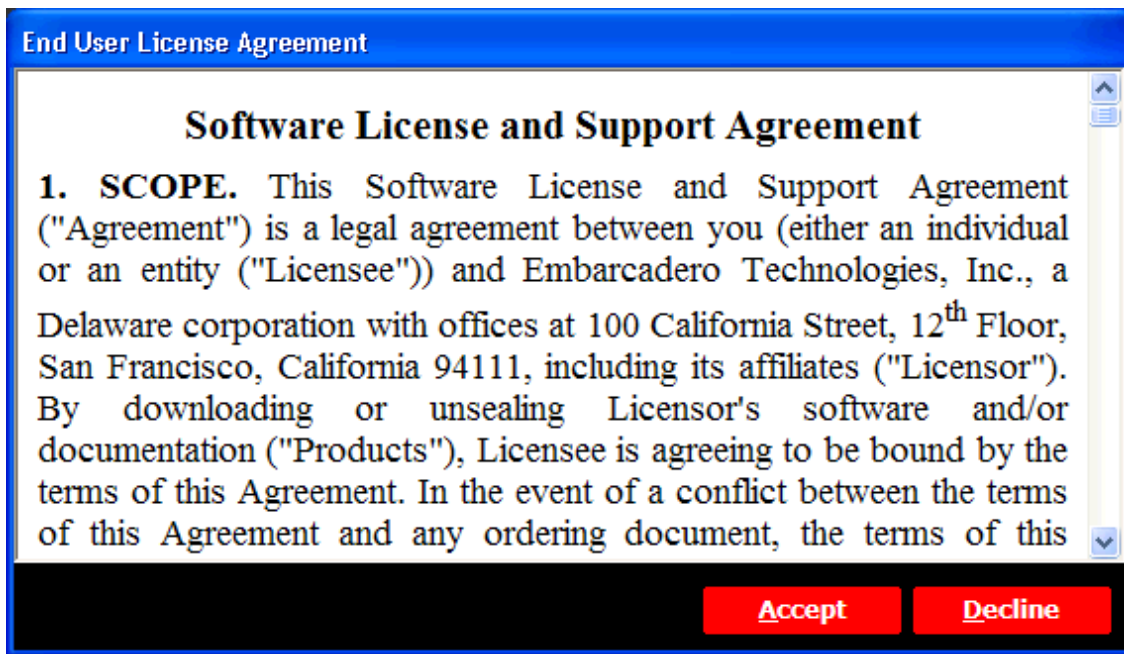 End User License Agreement
Software License and Support Agreement
1. SCOPE. This Software License and Support Agreement
("Agreement") is a legal agreement between you (either an individual
or an entity ("Licensee")) and Embarcadero Technologies, Inc., a
Delaware corporation with offices at 100 California Street, 12th Floor,
San Francisco, California 94111, including its affiliates ("Licensor").
By downloading or unsealing Licensor's software and/or
documentation ("Products"), Licensee is agreeing to be bound by the
terms of this Agreement. In the event of a conflict between the terms
of this Agreement and any ordering document, the terms of this
Accept Decline